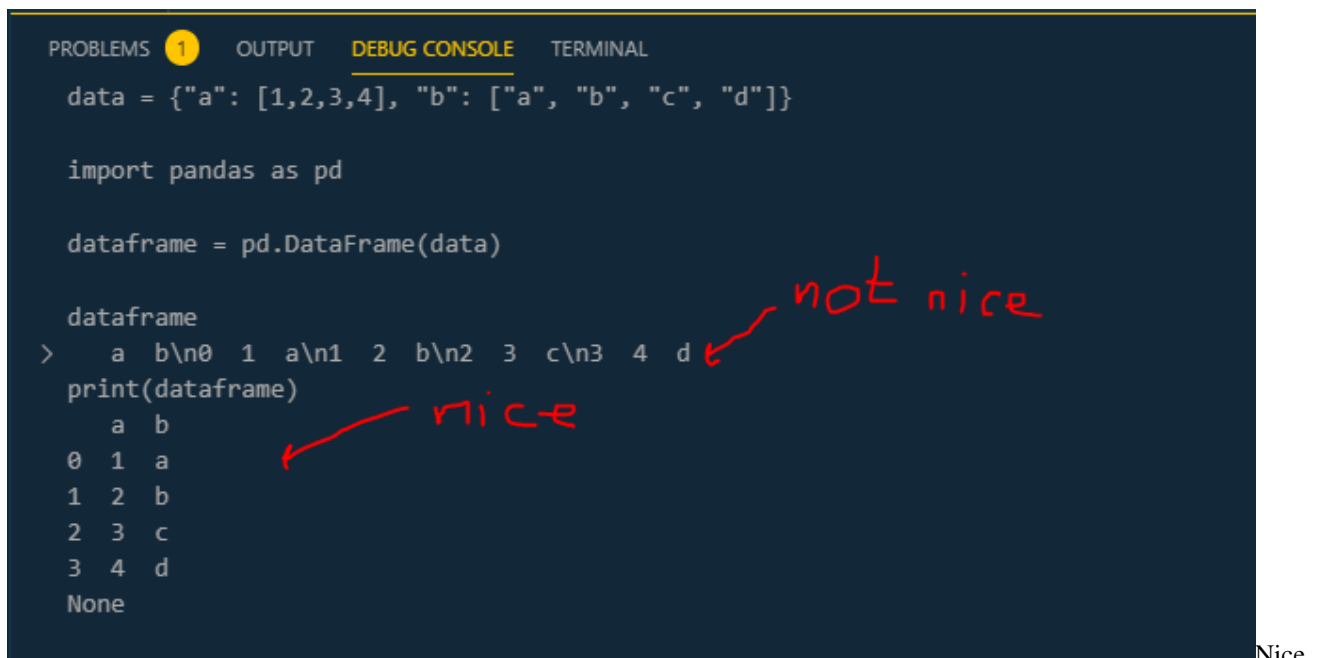 PROBLEMS 1 OUTPUT DEBUG CONSOLE TERMINAL
data = {"a": [1,2,3,4], "b": ["a", "b", "c", "d"]}
import pandas as pd
dataframe = pd.DataFrame(data)
not nice
dataframe
> a b\n0 1 a\n1 2 b\n2 3 c\n3 4 d
print(dataframe)
nice
a b
0 1 a
1 2 b
2 3 c
3 4 d
None
Nice